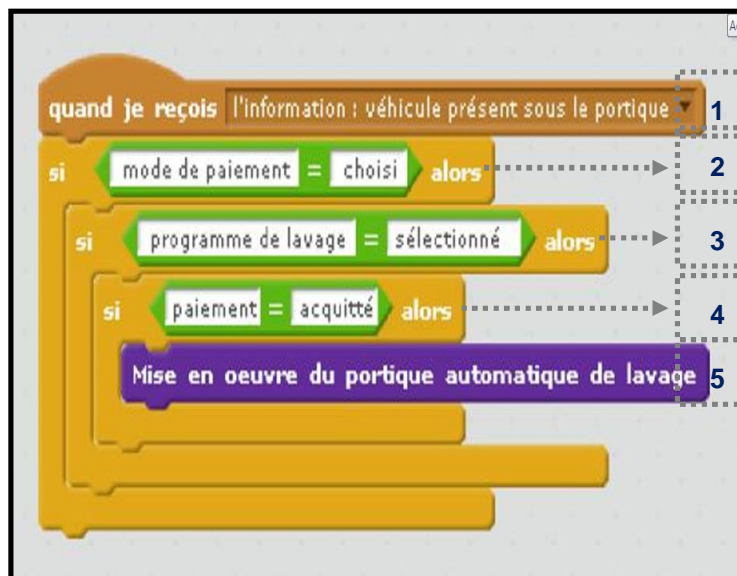 quand je reçois l'information : véhicule présent sous le portique 1
si mode de paiement = choisi alors 2
si programme de lavage = sélectionné alors 3
si paiement = acquitté alors 4
Mise en oeuvre du portique automatique de lavage 5